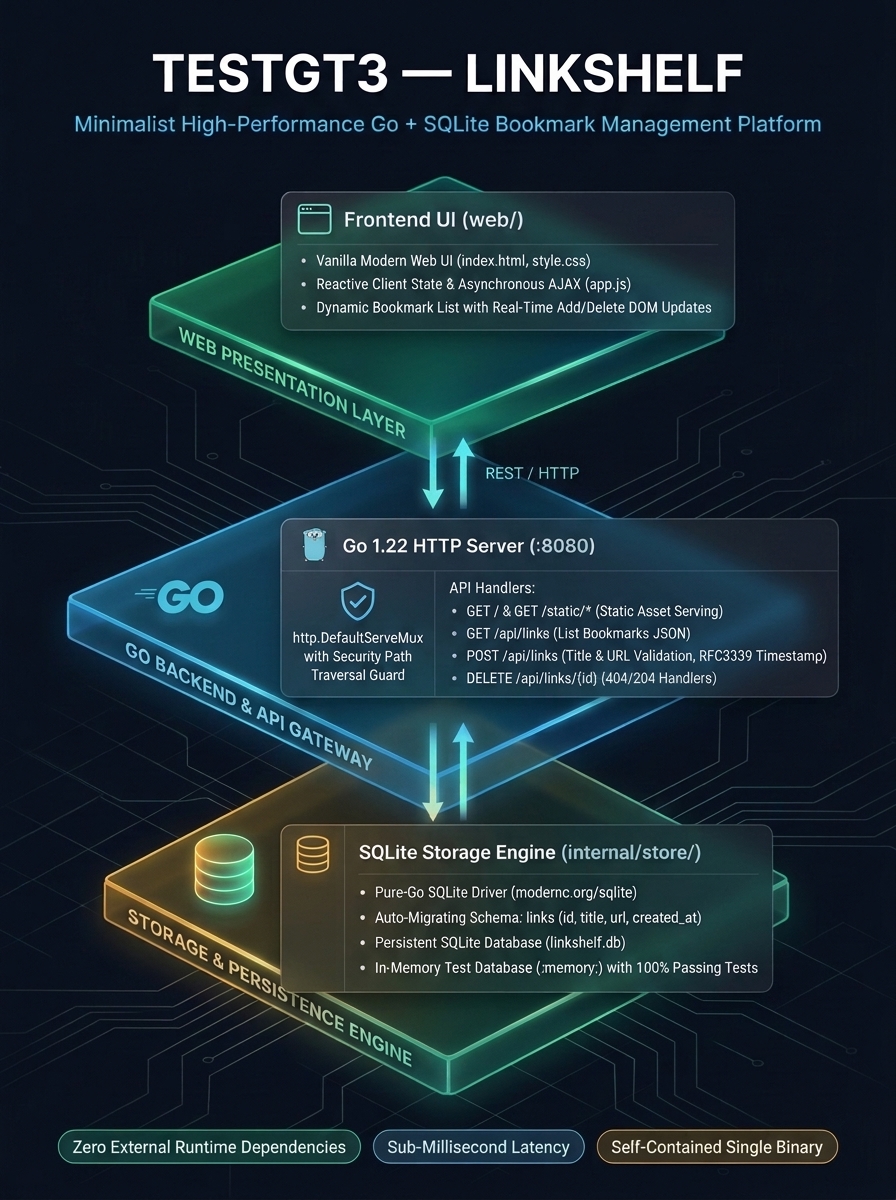 TESTGT3 — LINKSHELF
Minimalist High-Performance Go + SQLite Bookmark Management Platform
Frontend UI (web/)
• Vanilla Modern Web UI (index.html, style.css)
• Reactive Client State & Asynchronous AJAX (app.js)
• Dynamic Bookmark List with Real-Time Add/Delete DOM Updates
WEB PRESENTATION LAYER
REST / HTTP
Go 1.22 HTTP Server (:8080)
GO
http.DefaultServeMux
with Security Path
Traversal Guard
API Handlers:
• GET / & GET /static/* (Static Asset Serving)
• GET /api/links (List Bookmarks JSON)
• POST /api/links (Title & URL Validation, RFC3339 Timestamp)
• DELETE /api/links/{id} (404/204 Handlers)
GO BACKEND & API GATEWAY
SQLite Storage Engine (internal/store/)
• Pure-Go SQLite Driver (modernc.org/sqlite)
• Auto-Migrating Schema: links (id, title, url, created_at)
• Persistent SQLite Database (linkshelf.db)
• In-Memory Test Database (:memory:) with 100% Passing Tests
STORAGE & PERSISTENCE ENGINE
Zero External Runtime Dependencies
Sub-Millisecond Latency
Self-Contained Single Binary